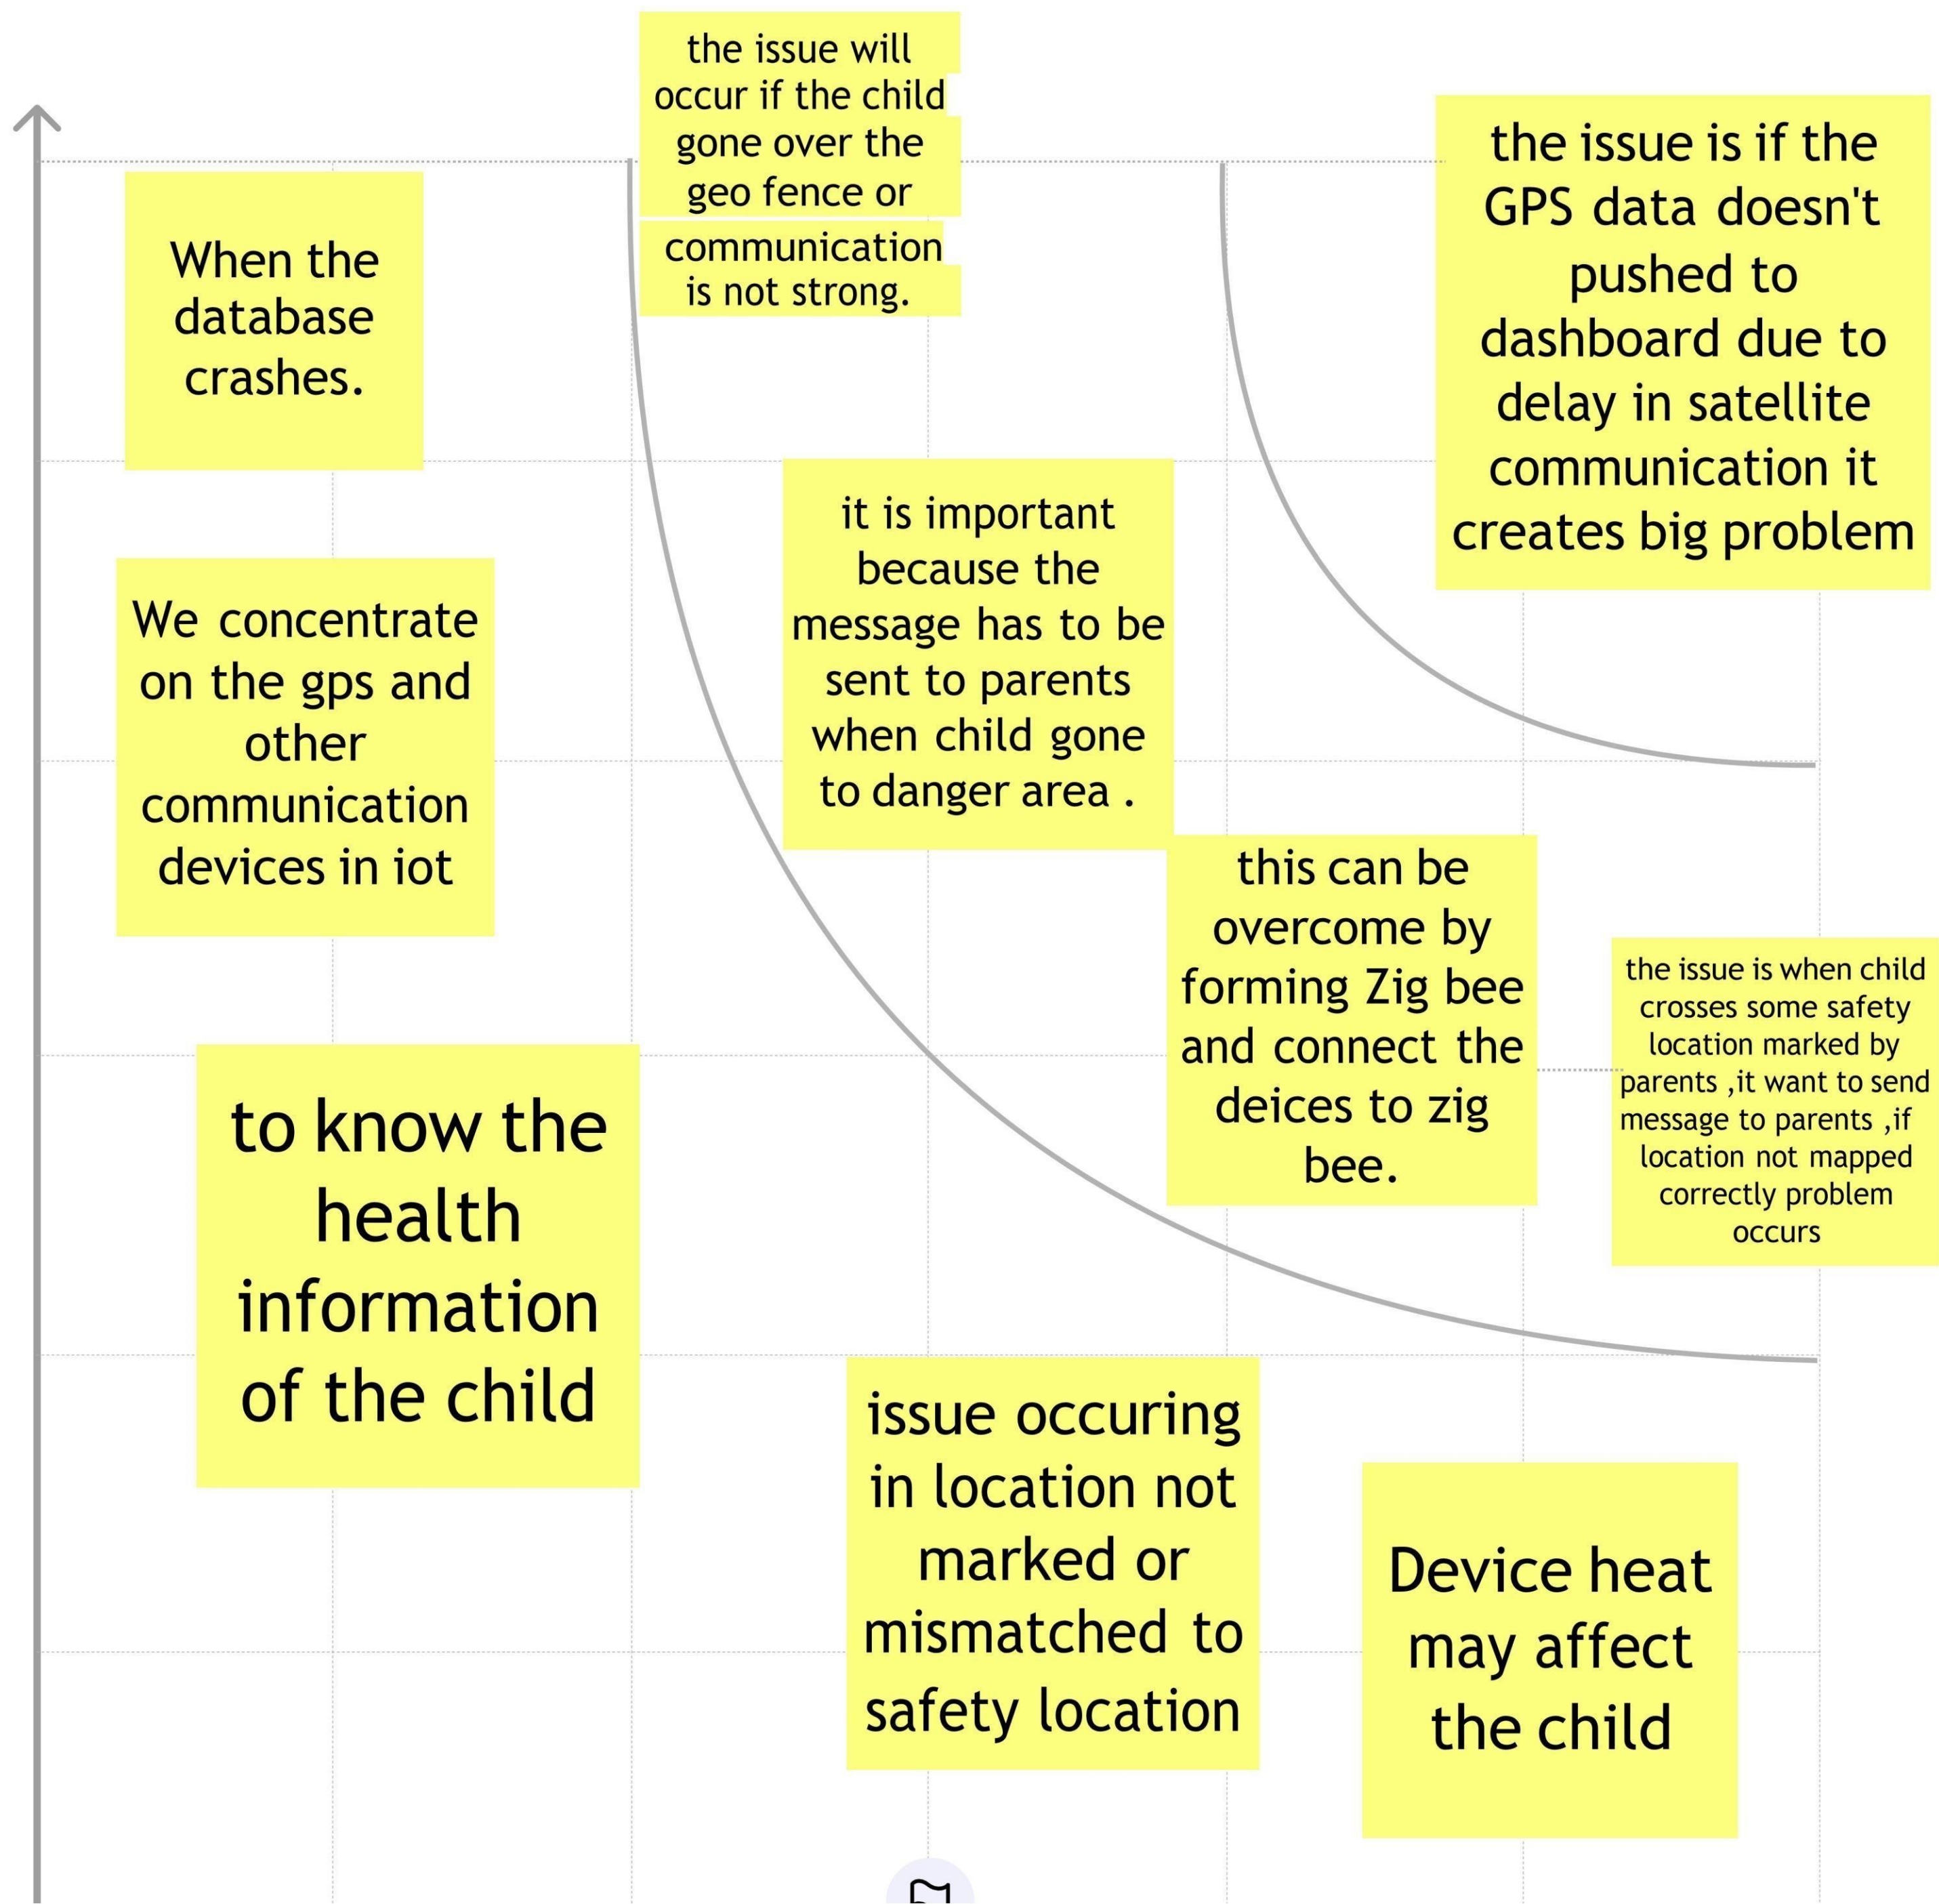 the issue will
occur if the child
gone over the
geo fence or
communication
is not strong.
the issue is if the
GPS data doesn't
pushed to
dashboard due to
delay in satellite
communication it
creates big problem
When the
database
crashes.
it is important
because the
message has to be
sent to parents
when child gone
to danger area .
We concentrate
on the gps and
other
communication
devices in iot
this can be
overcome by
forming Zig bee
and connect the
deices to zig
bee.
the issue is when child
crosses some safety
location marked by
parents ,it want to send
message to parents ,if
location not mapped
correctly problem
occurs
to know the
health
information
of the child
issue occuring
in location not
marked or
mismatched to
safety location
Device heat
may affect
the child